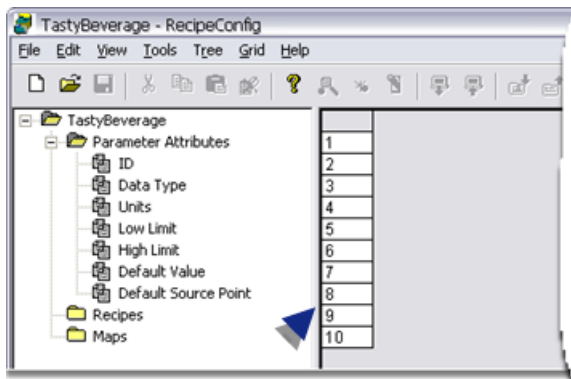 TastyBeverage - RecipeConfig
File Edit View Tools Tree Grid Help
TastyBeverage
Parameter Attributes
ID
Data Type
Units
Low Limit
High Limit
Default Value
Default Source Point
Recipes
Maps
1
2
3
4
5
6
7
8
9
10